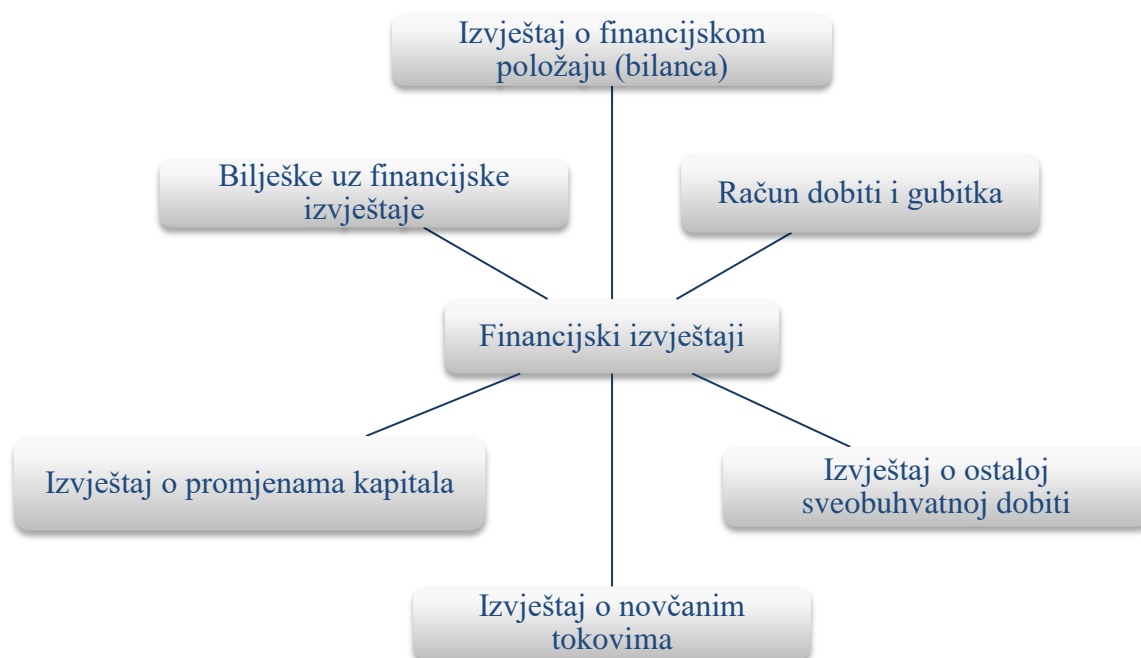 Izvještaj o financijskom
položaju (bilanca)
Bilješke uz financijske
izvještaje
Račun dobiti i gubitka
Financijski izvještaji
Izvještaj o promjenama kapitala
Izvještaj o ostaloj
sveobuhvatnoj dobiti
Izvještaj o novčanim
tokovima